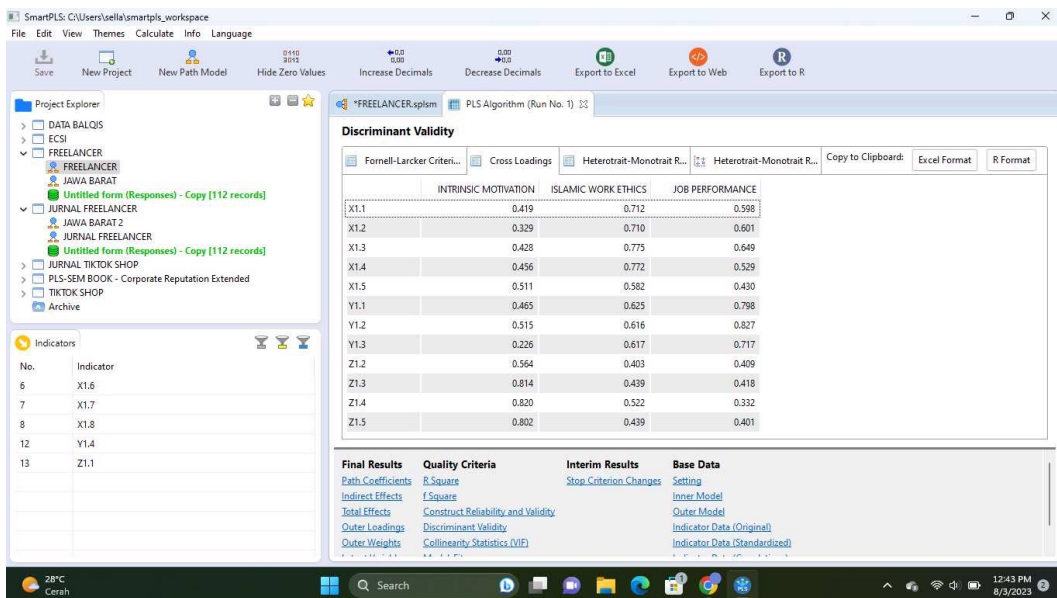 SmartPLS: C:\Users\sella\smartpls_workspace
File Edit View Themes Calculate Info Language
Save New Project New Path Model Hide Zero Values Increase Decimals Decrease Decimals Export to Excel Export to Web Export to R
Project Explorer
DATA BALQIS
ECSI
FREELANCER
FREELANCER
JAWA BARAT
Untitled form (Responses) - Copy [112 records]
JURNAL FREELANCER
JAWA BARAT 2
JURNAL FREELANCER
Untitled form (Responses) - Copy [112 records]
JURNAL TIKTOK SHOP
PLS-SEM BOOK - Corporate Reputation Extended
TIKTOK SHOP
Archive
Indicators
No. Indicator
6 X1.6
7 X1.7
8 X1.8
12 Y1.4
13 Z1.1
*FREELANCER.splsm PLS Algorithm (Run No. 1)
Discriminant Validity
Fornell-Larcker Criteri... Cross Loadings Heterotrait-Monotrait R... Heterotrait-Monotrait R... Copy to Clipboard: Excel Format R Format
INTRINSIC MOTIVATION ISLAMIC WORK ETHICS JOB PERFORMANCE
X1.1 0.419 0.712 0.598
X1.2 0.329 0.710 0.601
X1.3 0.428 0.775 0.649
X1.4 0.456 0.772 0.529
X1.5 0.511 0.582 0.430
Y1.1 0.465 0.625 0.798
Y1.2 0.515 0.616 0.827
Y1.3 0.226 0.617 0.717
Z1.2 0.564 0.403 0.409
Z1.3 0.814 0.439 0.418
Z1.4 0.820 0.522 0.332
Z1.5 0.802 0.439 0.401
Final Results Quality Criteria Interim Results Base Data
Path Coefficients R Square Stop Criterion Changes Setting
Indirect Effects f Square Inner Model
Total Effects Construct Reliability and Validity Outer Model
Outer Loadings Discriminant Validity Indicator Data (Original)
Outer Weights Collinearity Statistics (VIF) Indicator Data (Standardized)
28°C
Cerah
Search
12:43 PM
8/3/2023
2